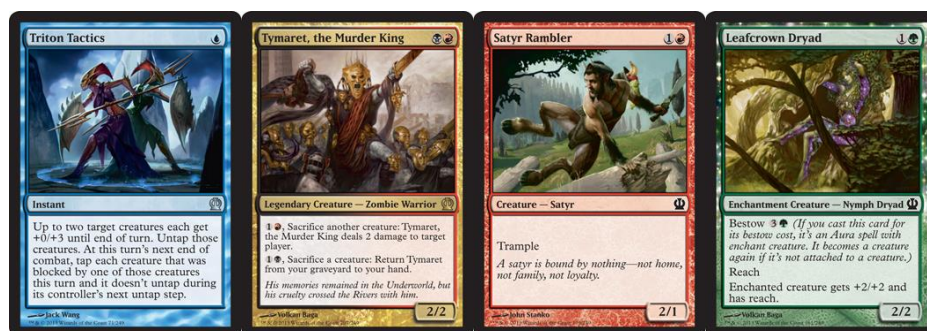 Triton Tactics
Instant
Up to two target creatures each get
+0/+3 until end of turn. Untap those
creatures. At this turn's next end of
combat, tap each creature that was
blocked by one of those creatures
this turn and it doesn't untap during
its controller's next untap step.
Jack Wang
Tymaret, the Murder King
Legendary Creature — Zombie Warrior
1, Sacrifice another creature: Tymaret,
the Murder King deals 2 damage to target
player.
1, Sacrifice a creature: Return Tymaret
from your graveyard to your hand.
His memories remained in the Underworld, but
his cruelty crossed the Rivers with him.
Volkan Baga
2/2
Satyr Rambler
1
Creature — Satyr
Trample
A satyr is bound by nothing—not home,
not family, not loyalty.
John Stanko
2/1
Leafcrown Dryad
1
Enchantment Creature — Nymph Dryad
Bestow 3 (If you cast this card for
its bestow cost, it's an Aura spell with
enchant creature. It becomes a creature
again if it's not attached to a creature.)
Reach
Enchanted creature gets +2/+2 and
has reach.
Volkan Baga
2/2